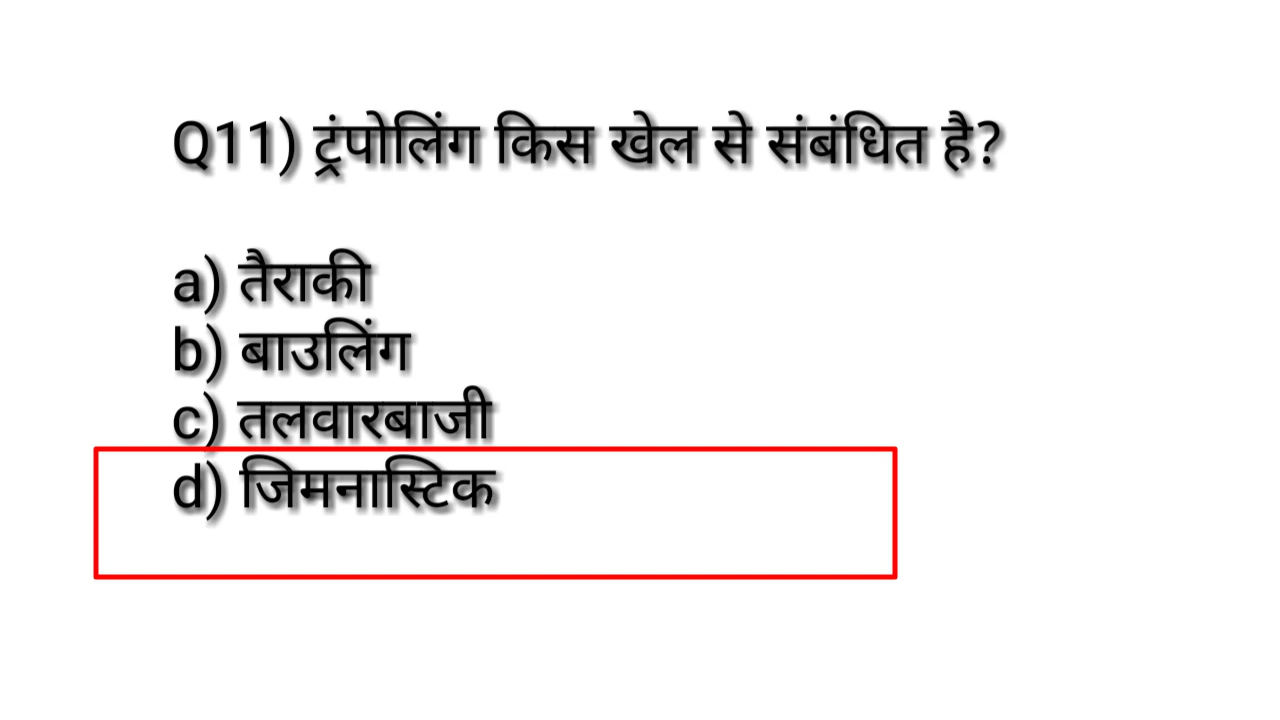 Q11) ट्रंपोलिंग किस खेल से संबंधित है?
a) तैराकी
b) बाउलिंग
c) तलवारबाजी
d) जिमनास्टिक